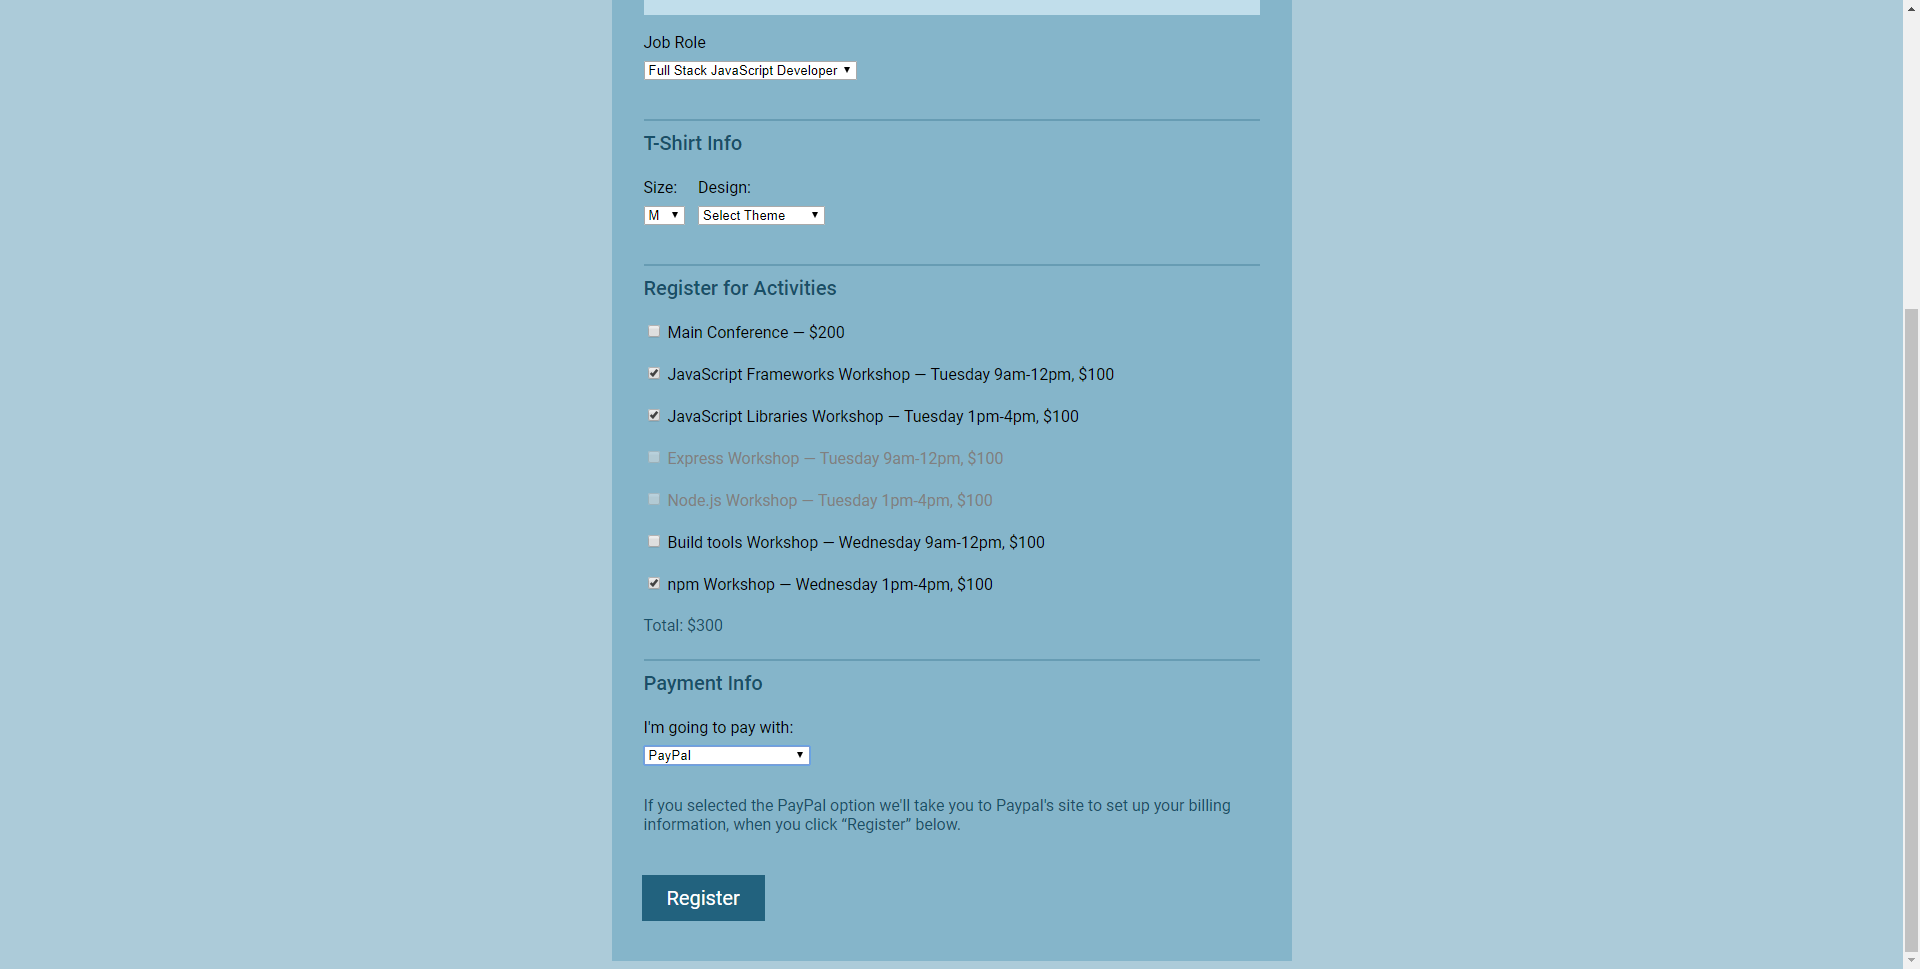 Job Role
Full Stack JavaScript Developer
T-Shirt Info
Size: Design:
M Select Theme
Register for Activities
Main Conference — $200
JavaScript Frameworks Workshop — Tuesday 9am-12pm, $100
JavaScript Libraries Workshop — Tuesday 1pm-4pm, $100
Express Workshop — Tuesday 9am-12pm, $100
Node.js Workshop — Tuesday 1pm-4pm, $100
Build tools Workshop — Wednesday 9am-12pm, $100
npm Workshop — Wednesday 1pm-4pm, $100
Total: $300
Payment Info
I'm going to pay with:
PayPal
If you selected the PayPal option we'll take you to Paypal's site to set up your billing
information, when you click “Register” below.
Register